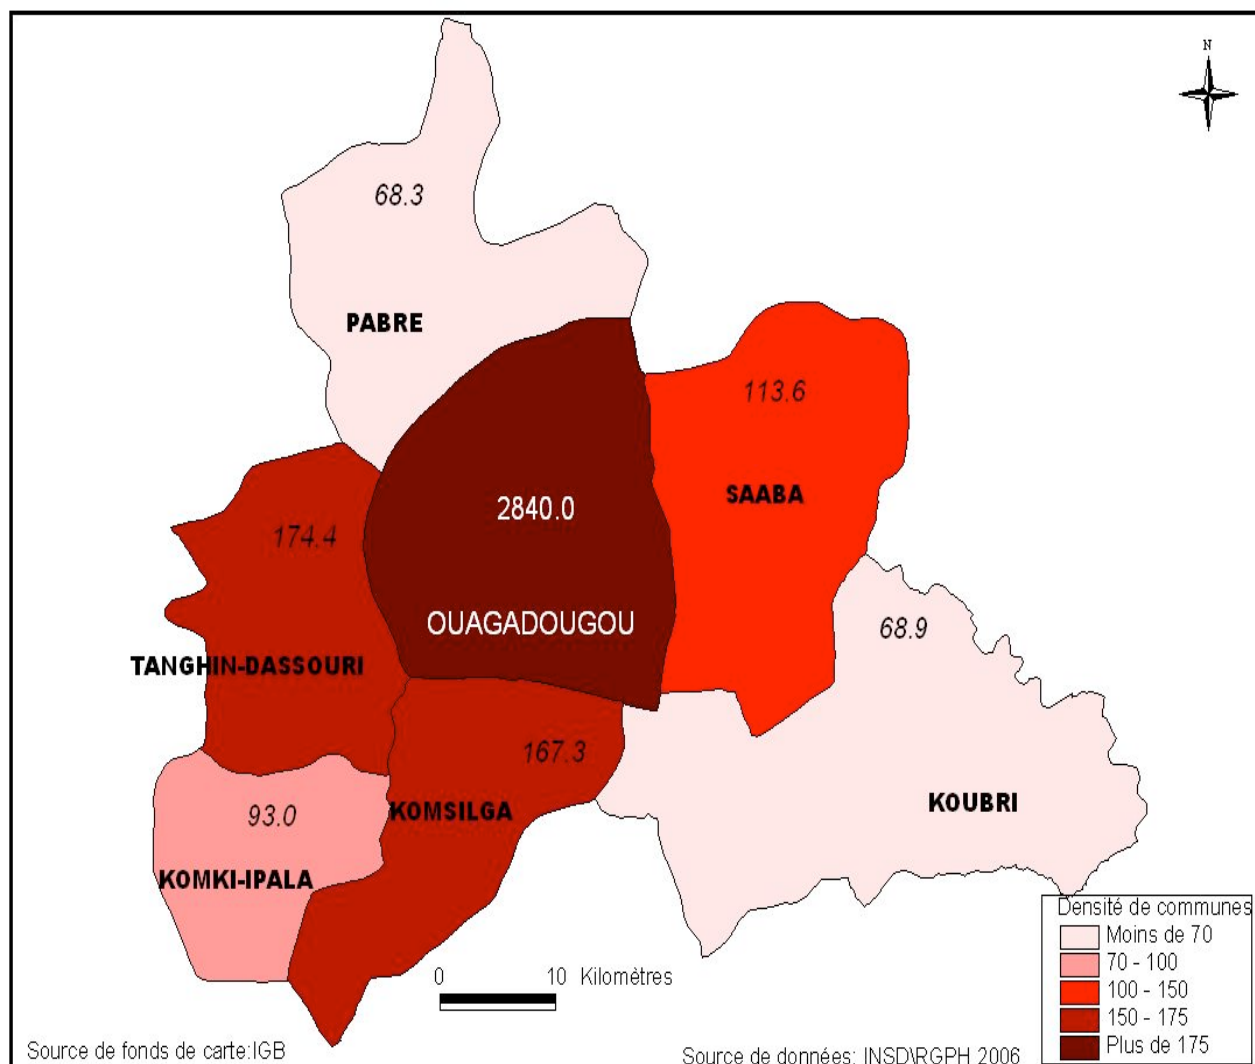 N
68.3
PABRE
113.6
SAABA
2840.0
OUAGADOUGOU
174.4
TANGHIN-DASSOURI
68.9
KOUBRI
167.3
KOMSILGA
93.0
KOMKI-IPALA
0 10 Kilomètres
Densité de communes
Moins de 70
70 - 100
100 - 150
150 - 175
Plus de 175
Source de fonds de carte:IGB
Source de données: INSD\RGPH 2006